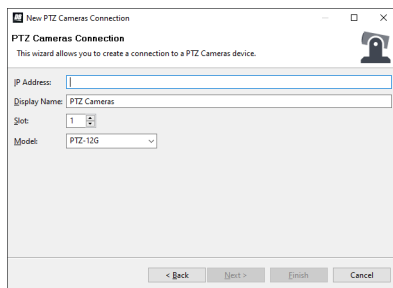 New PTZ Cameras Connection
PTZ Cameras Connection
This wizard allows you to create a connection to a PTZ Cameras device.
IP Address:
Display Name: PTZ Cameras
Slot: 1
Model: PTZ-12G
< Back Next > Finish Cancel